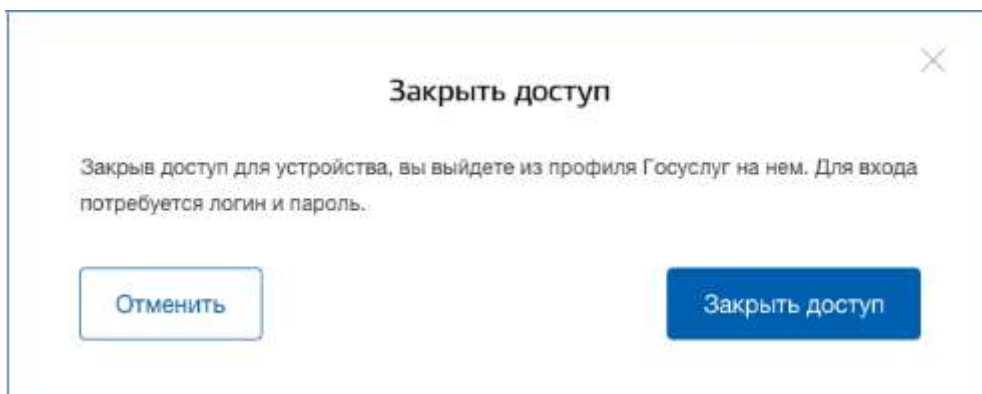 Закрыть доступ
Закрыв доступ для устройства, вы выйдете из профиля Госуслуг на нем. Для входа
потребуется логин и пароль.
Отменить
Закрыть доступ